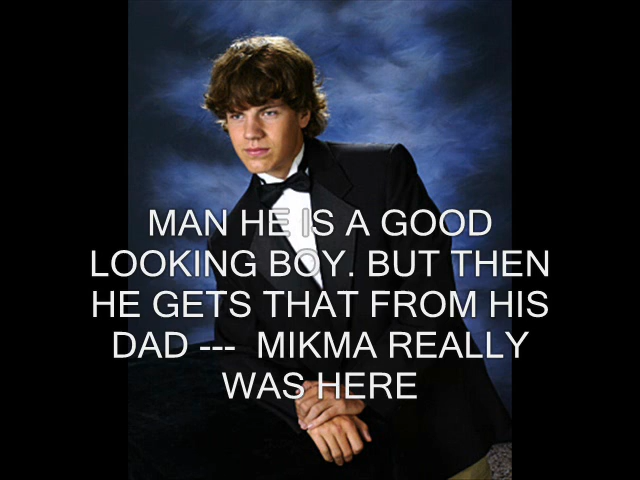 MAN HE IS A GOOD
LOOKING BOY. BUT THEN
HE GETS THAT FROM HIS
DAD ---  MIKMA REALLY
WAS HERE